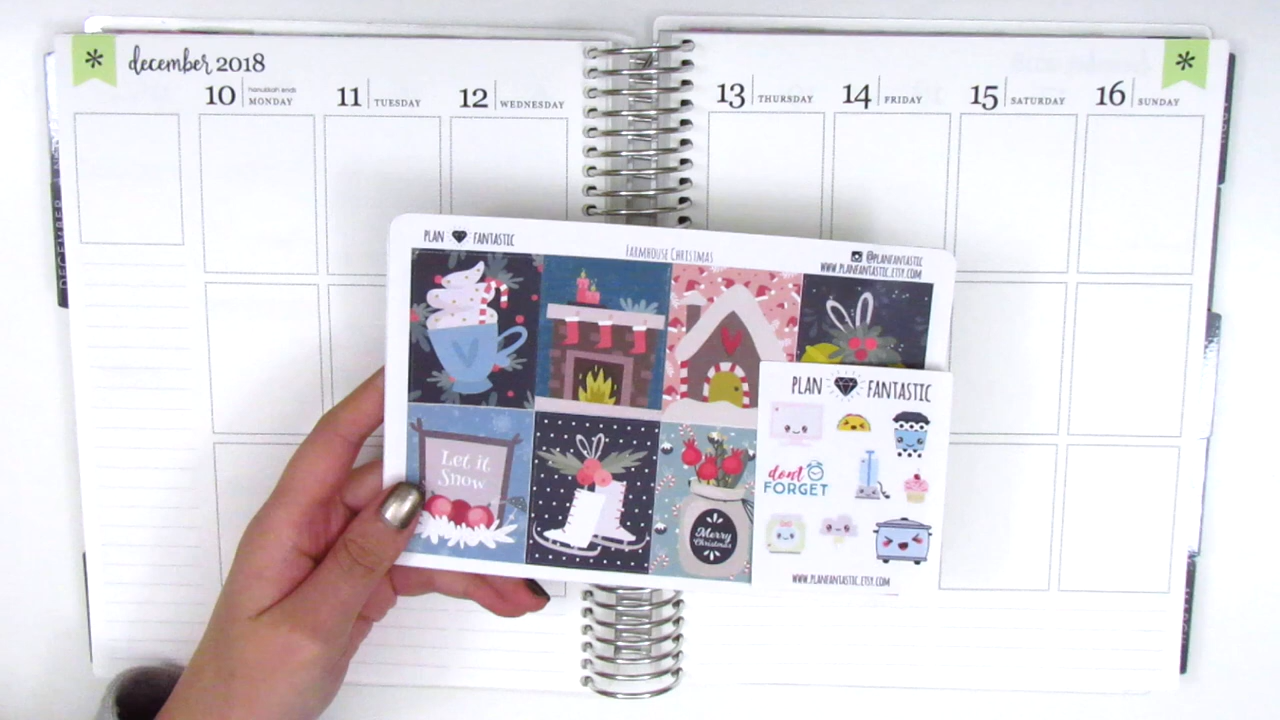 * december 2018 *
10 hanukkah ends MONDAY
11 TUESDAY
12 WEDNESDAY
13 THURSDAY
14 FRIDAY
15 SATURDAY
16 SUNDAY
DECEMBER
PLAN FANTASTIC
FARMHOUSE CHRISTMAS
@PLANFANTASTIC
WWW.PLANFANTASTIC.ETSY.COM
Let it
Snow
Merry
Christmas
PLAN FANTASTIC
don't
FORGET
WWW.PLANFANTASTIC.ETSY.COM